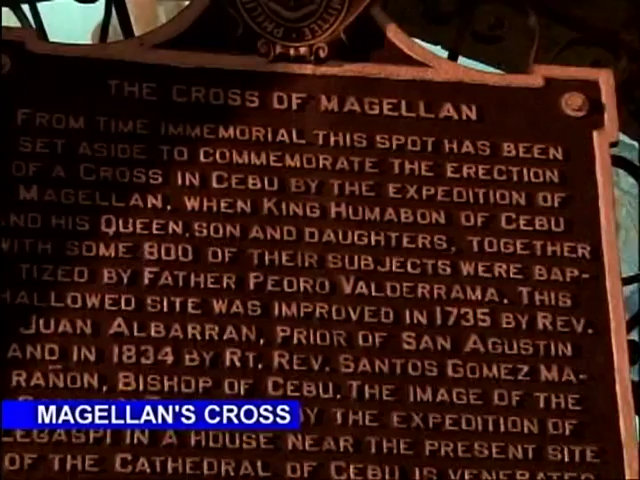 THE CROSS OF MAGELLAN
FROM TIME IMMEMORIAL THIS SPOT HAS BEEN
SET ASIDE TO COMMEMORATE THE ERECTION
OF A CROSS IN CEBU BY THE EXPEDITION OF
MAGELLAN, WHEN KING HUMABON OF CEBU
AND HIS QUEEN, SON AND DAUGHTERS, TOGETHER
WITH SOME 800 OF THEIR SUBJECTS WERE BAP-
TIZED BY FATHER PEDRO VALDERRAMA. THIS
HALLOWED SITE WAS IMPROVED IN 1735 BY REV.
JUAN ALBARRAN, PRIOR OF SAN AGUSTIN
AND IN 1834 BY RT. REV. SANTOS GOMEZ MA-
RAÑON, BISHOP OF CEBU. THE IMAGE OF THE
BY THE EXPEDITION OF
MAGELLAN'S CROSS
LEGASPI IN A HOUSE NEAR THE PRESENT SITE
OF THE CATHEDRAL OF CEBU IS VENERATED